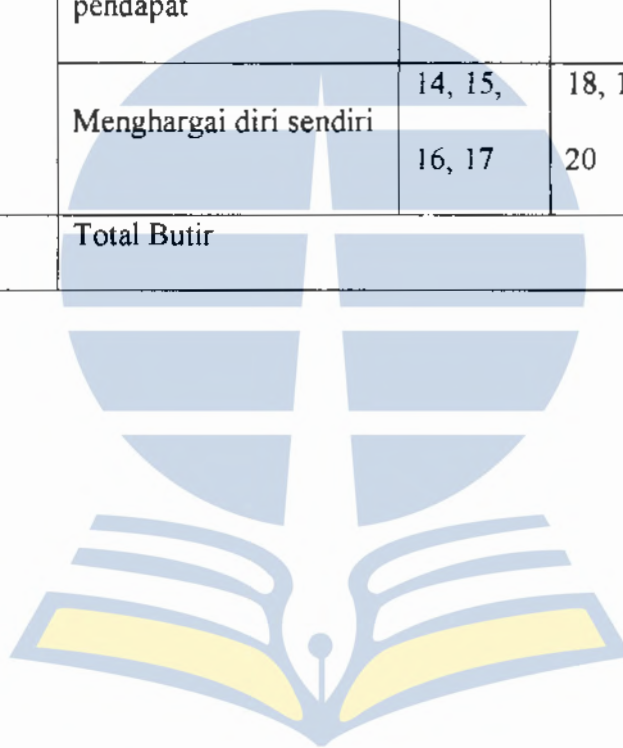 pendapat
14, 15, 18,
Menghargai diri sendiri
16, 17 20
Total Butir